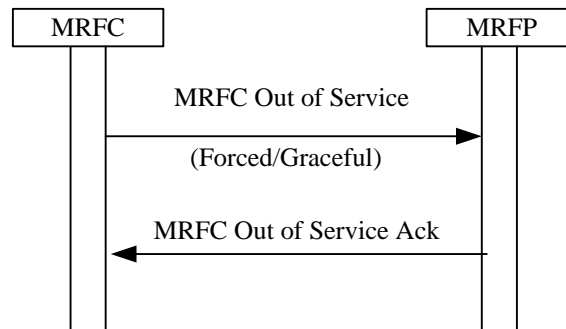 MRFC MRFP
MRFC Out of Service
(Forced/Graceful)
MRFC Out of Service Ack